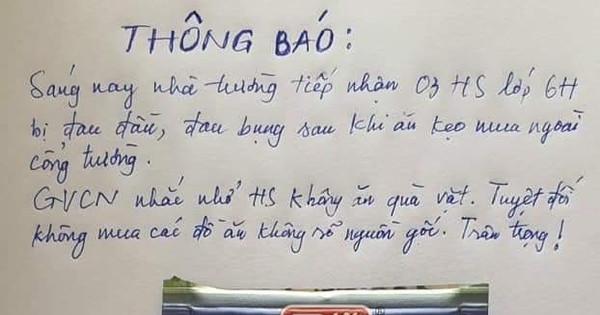 THÔNG BÁO:
Sáng nay nhà trường tiếp nhận 03 HS lớp 6H
bị đau đầu, đau bụng sau khi ăn kẹo mua ngoài
cổng trường.
GVCN nhắc nhở HS không ăn quà vặt. Tuyệt đối
không mua các đồ ăn không rõ nguồn gốc. Trân trọng!